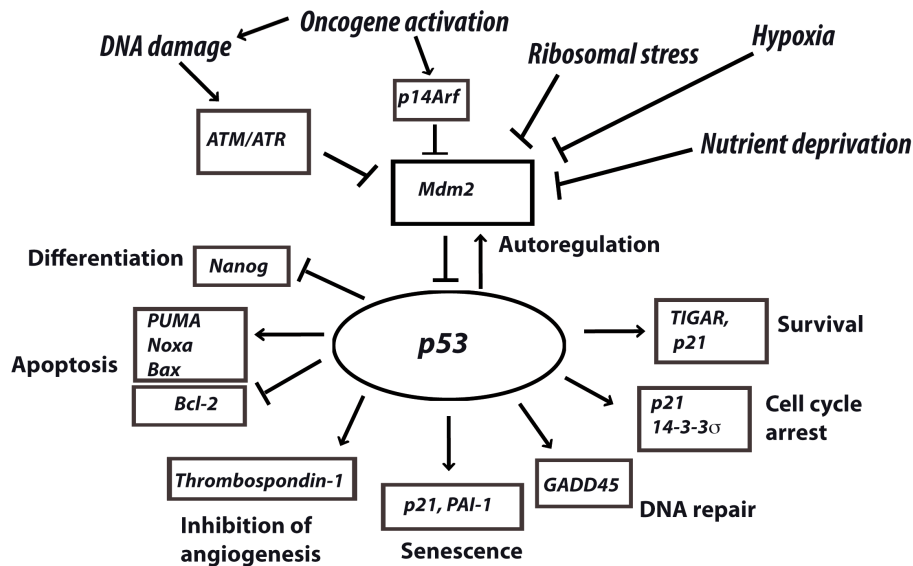 Oncogene activation
DNA damage
Ribosomal stress
Hypoxia
p14Arf
ATM/ATR
Nutrient deprivation
Mdm2
Autoregulation
Differentiation
Nanog
PUMA
Noxa
Bax
Apoptosis
Bcl-2
p53
TIGAR,
p21
Survival
p21
14-3-3σ
Cell cycle
arrest
Thrombospondin-1
Inhibition of
angiogenesis
p21, PAI-1
Senescence
GADD45
DNA repair